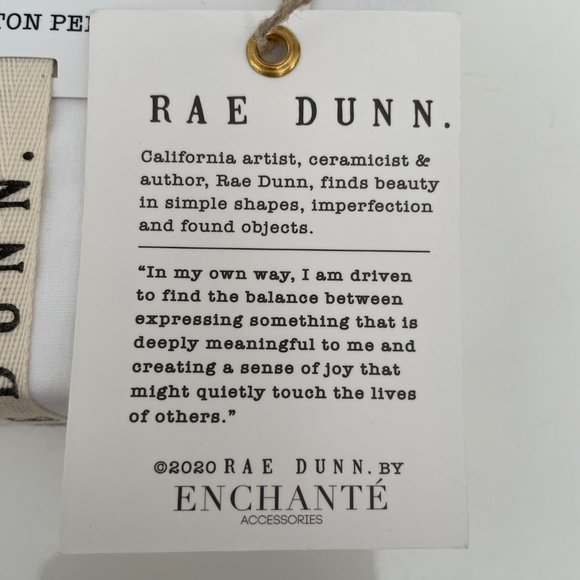 TON PE
RAE DUNN.
California artist, ceramicist &
author, Rae Dunn, finds beauty
in simple shapes, imperfection
and found objects.
“In my own way, I am driven
to find the balance between
expressing something that is
deeply meaningful to me and
creating a sense of joy that
might quietly touch the lives
of others.”
©2020 RAE DUNN. BY
ENCHANTÉ
ACCESSORIES
DUNN.